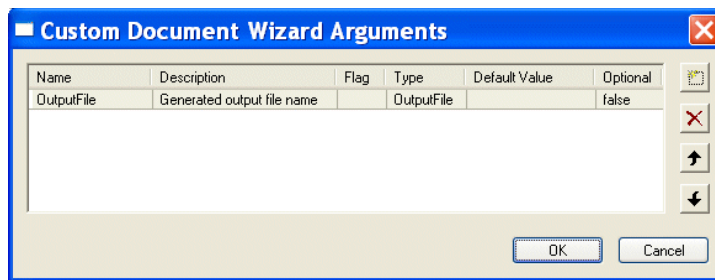 Custom Document Wizard Arguments
Name Description Flag Type Default Value Optional
OutputFile Generated output file name OutputFile false
OK Cancel